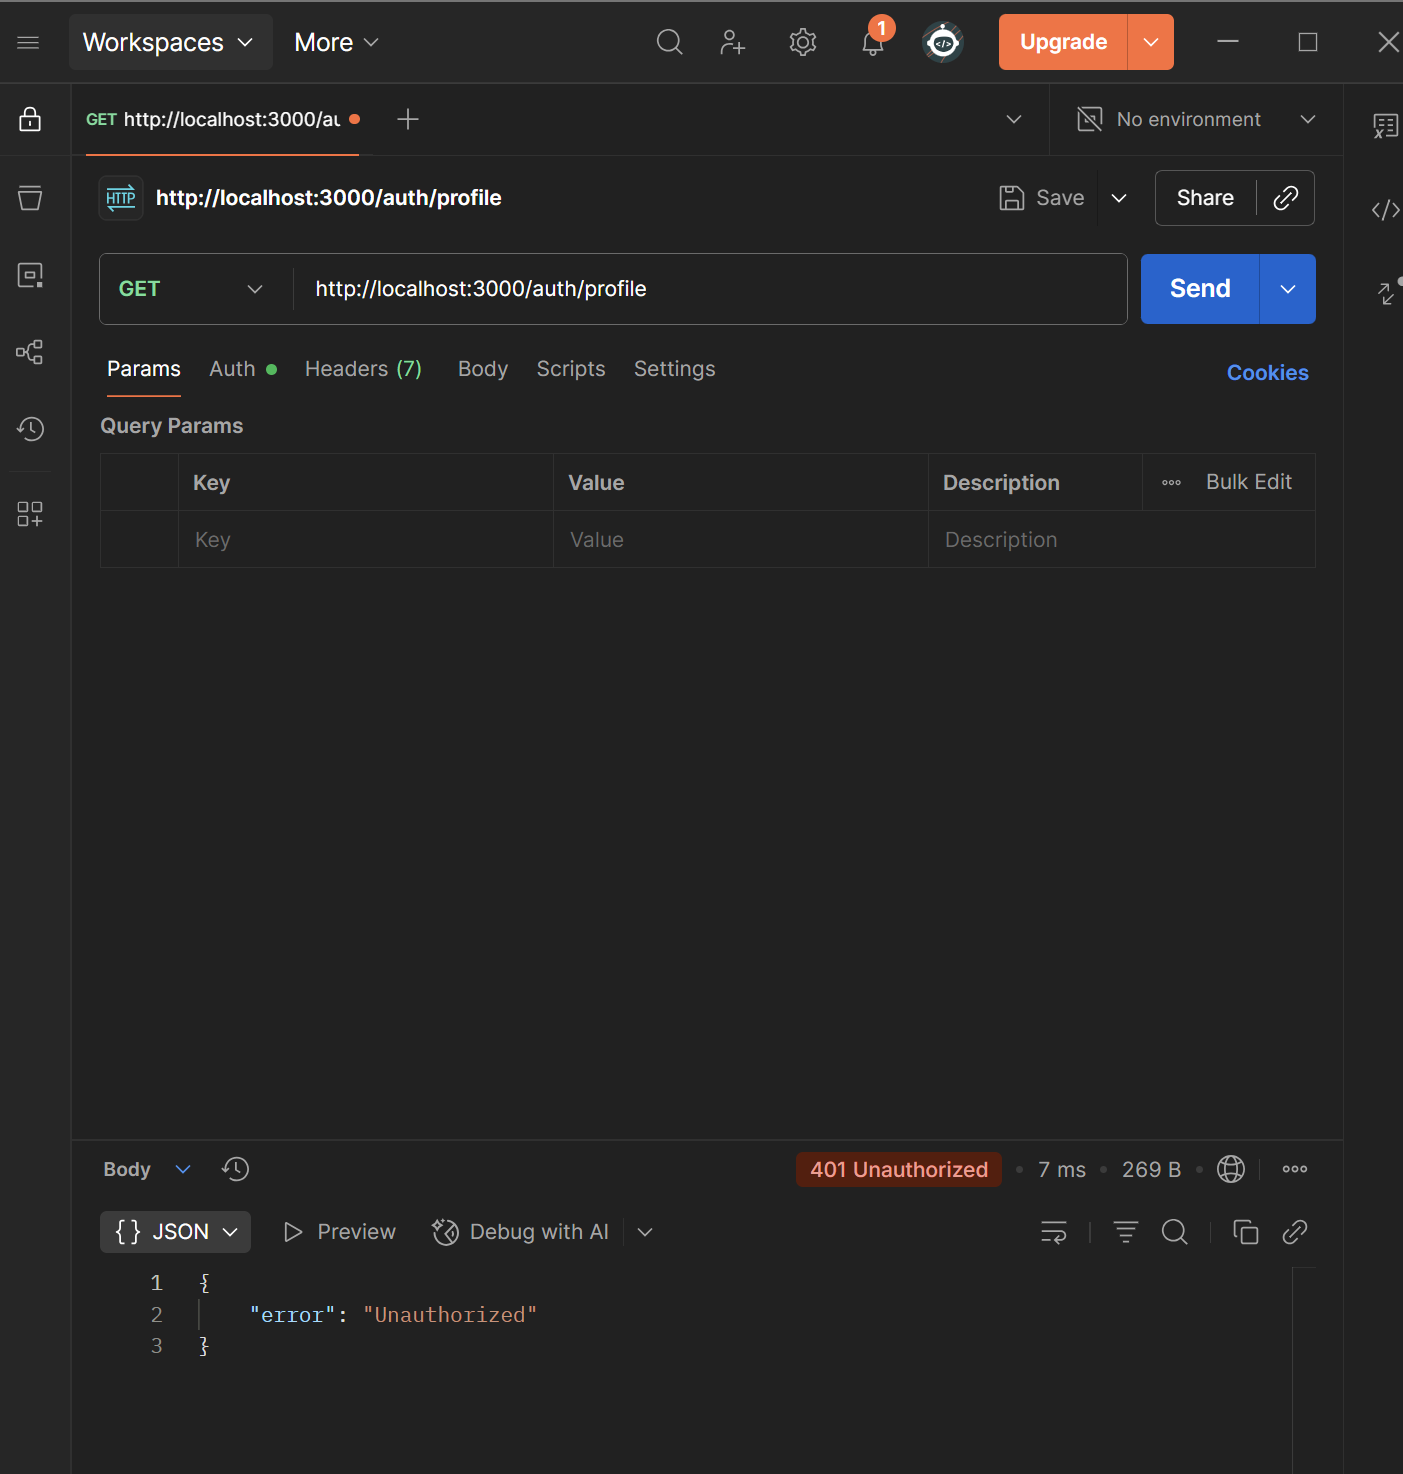 Workspaces More 1 Upgrade
GET http://localhost:3000/au No environment
HTTP http://localhost:3000/auth/profile Save Share
GET http://localhost:3000/auth/profile Send
Params Auth Headers (7) Body Scripts Settings Cookies
Query Params
Key Value Description Bulk Edit
Key Value Description
Body 401 Unauthorized 7 ms 269 B
{} JSON Preview Debug with AI
1 {
2 "error": "Unauthorized"
3 }